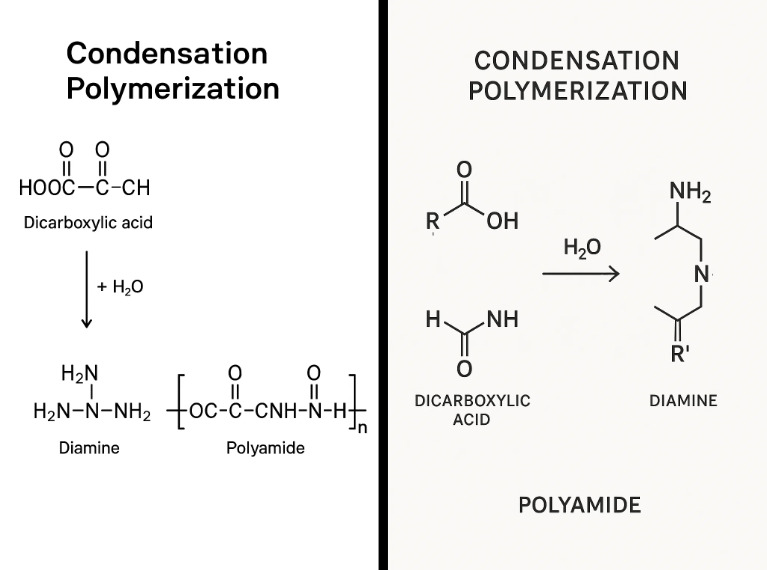 Condensation
Polymerization
O O
HOOC–C–CH
Dicarboxylic acid
+ H₂O
H₂N
H₂N–N–NH₂
Diamine
O O
OC–C–CNH–N–H
n
Polyamide
CONDENSATION
POLYMERIZATION
O
R OH
H NH
O
DICARBOXYLIC
ACID
H₂O
NH₂
N
R'
DIAMINE
POLYAMIDE